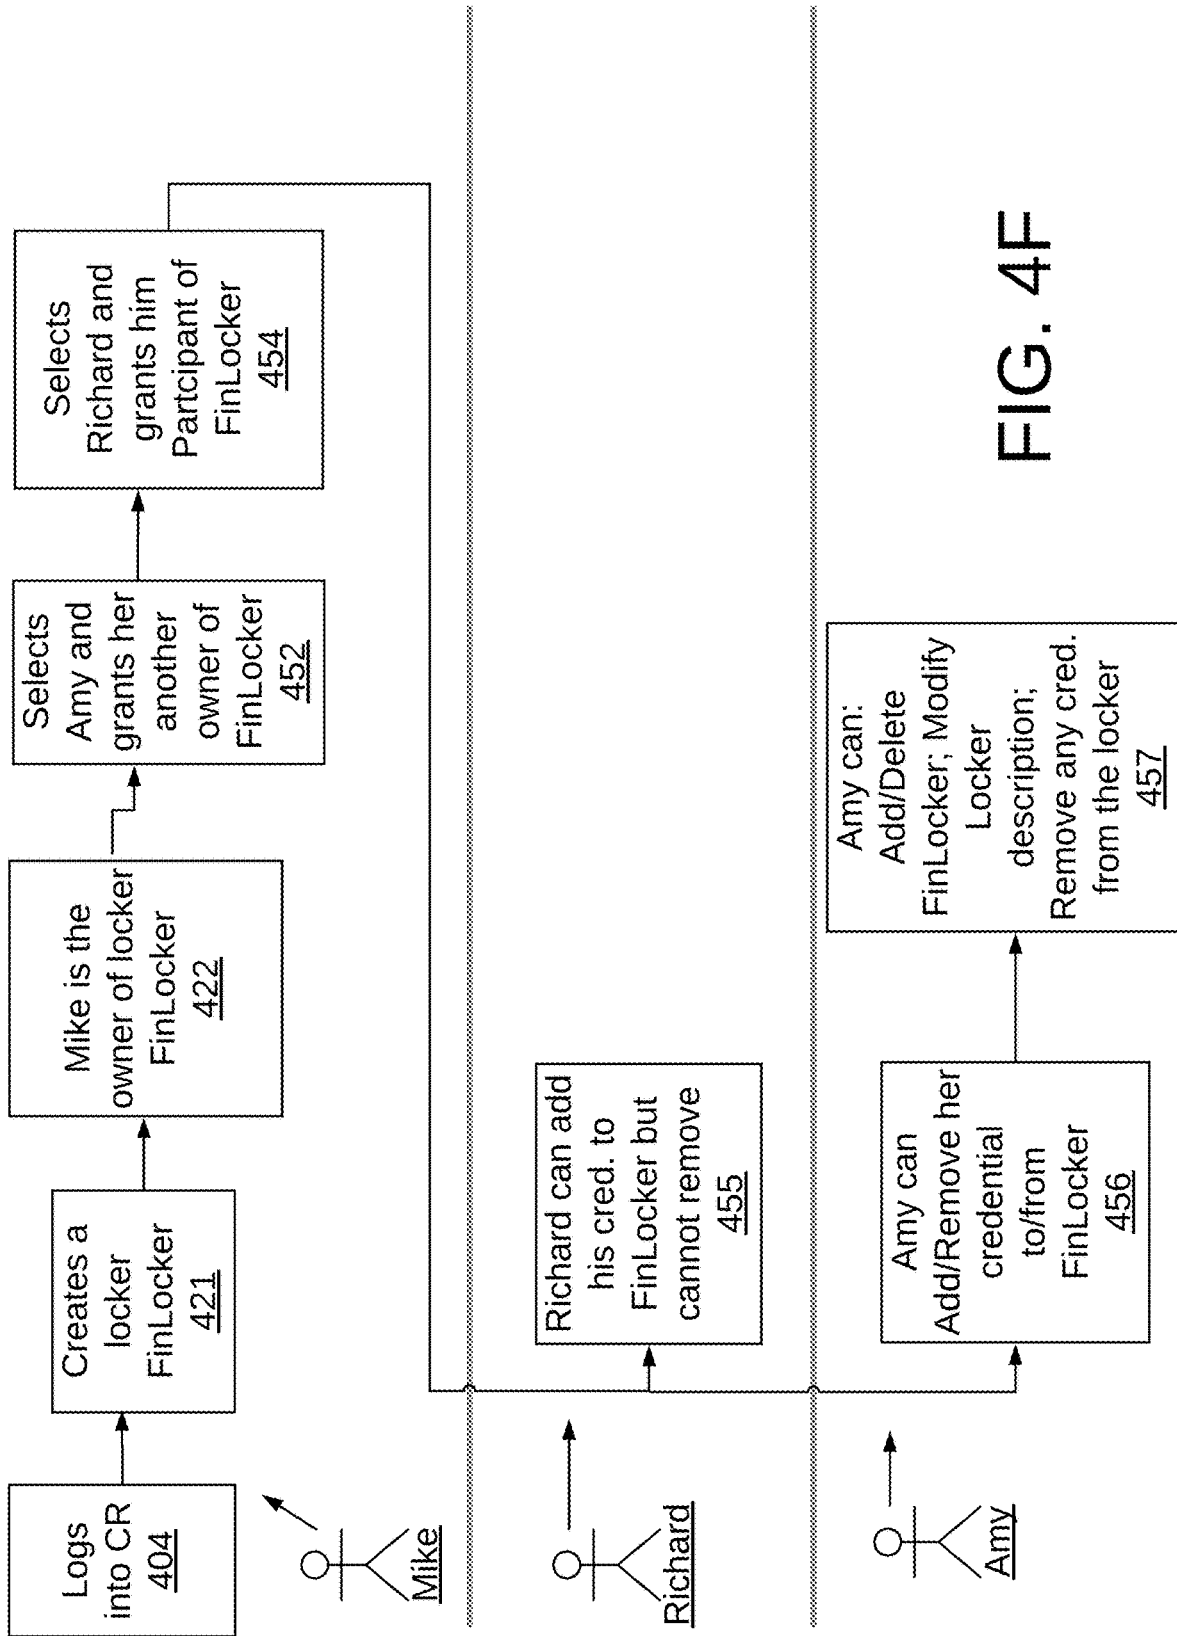 Logs
into CR
404
Creates a
locker
FinLocker
421
Mike is the
owner of locker
FinLocker
422
Selects
Amy and
grants her
another
owner of
FinLocker
452
Selects
Richard and
grants him
Partcipant of
FinLocker
454
Mike
Richard can add
his cred. to
FinLocker but
cannot remove
455
Richard
Amy can
Add/Remove her
credential
to/from
FinLocker
456
Amy can:
Add/Delete
FinLocker; Modify
Locker
description;
Remove any cred.
from the locker
457
Amy
FIG. 4F